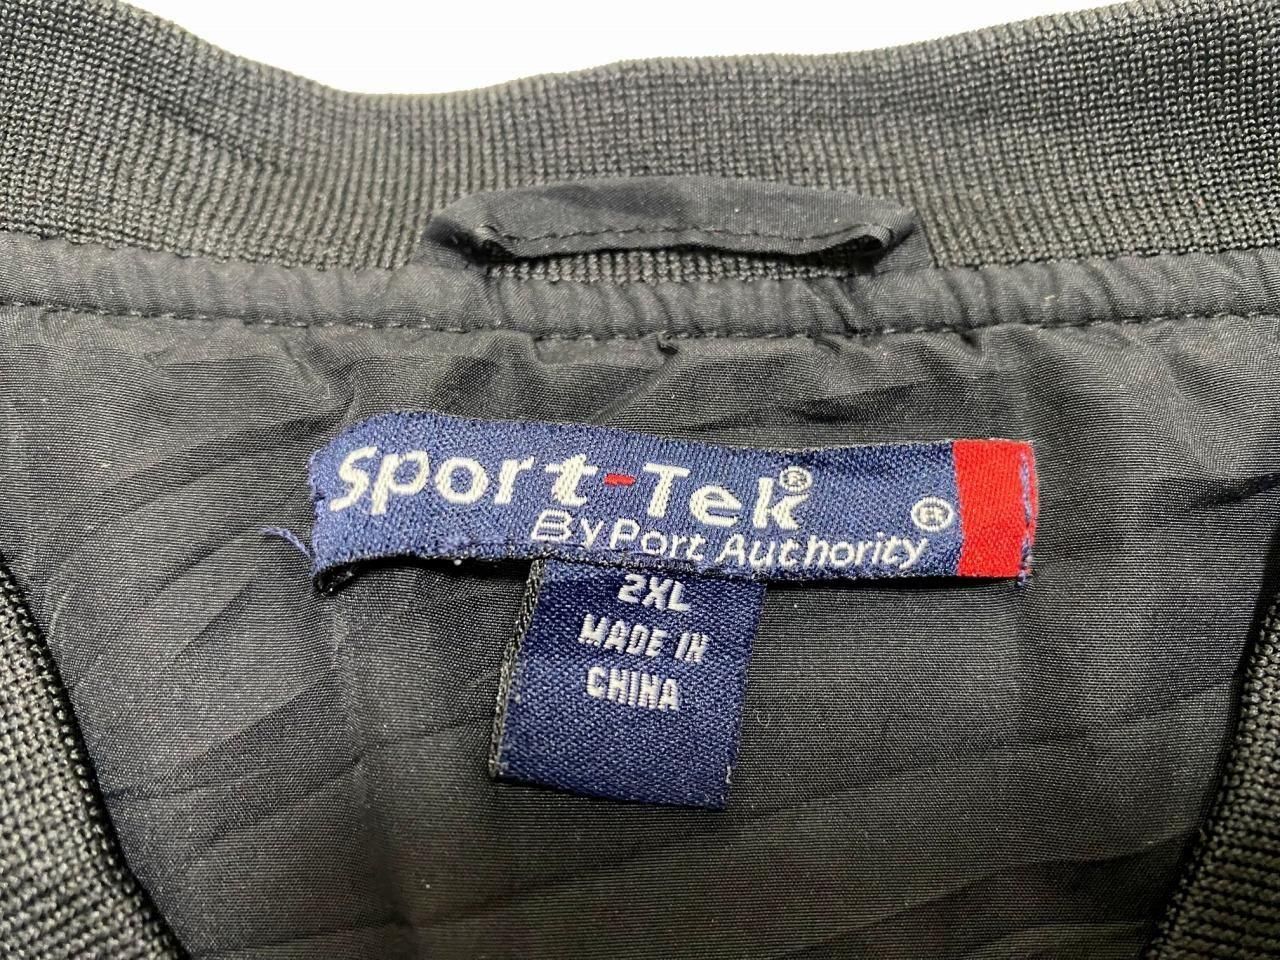 Sport-Tek®
By Port Authority®
2XL
MADE IN
CHINA